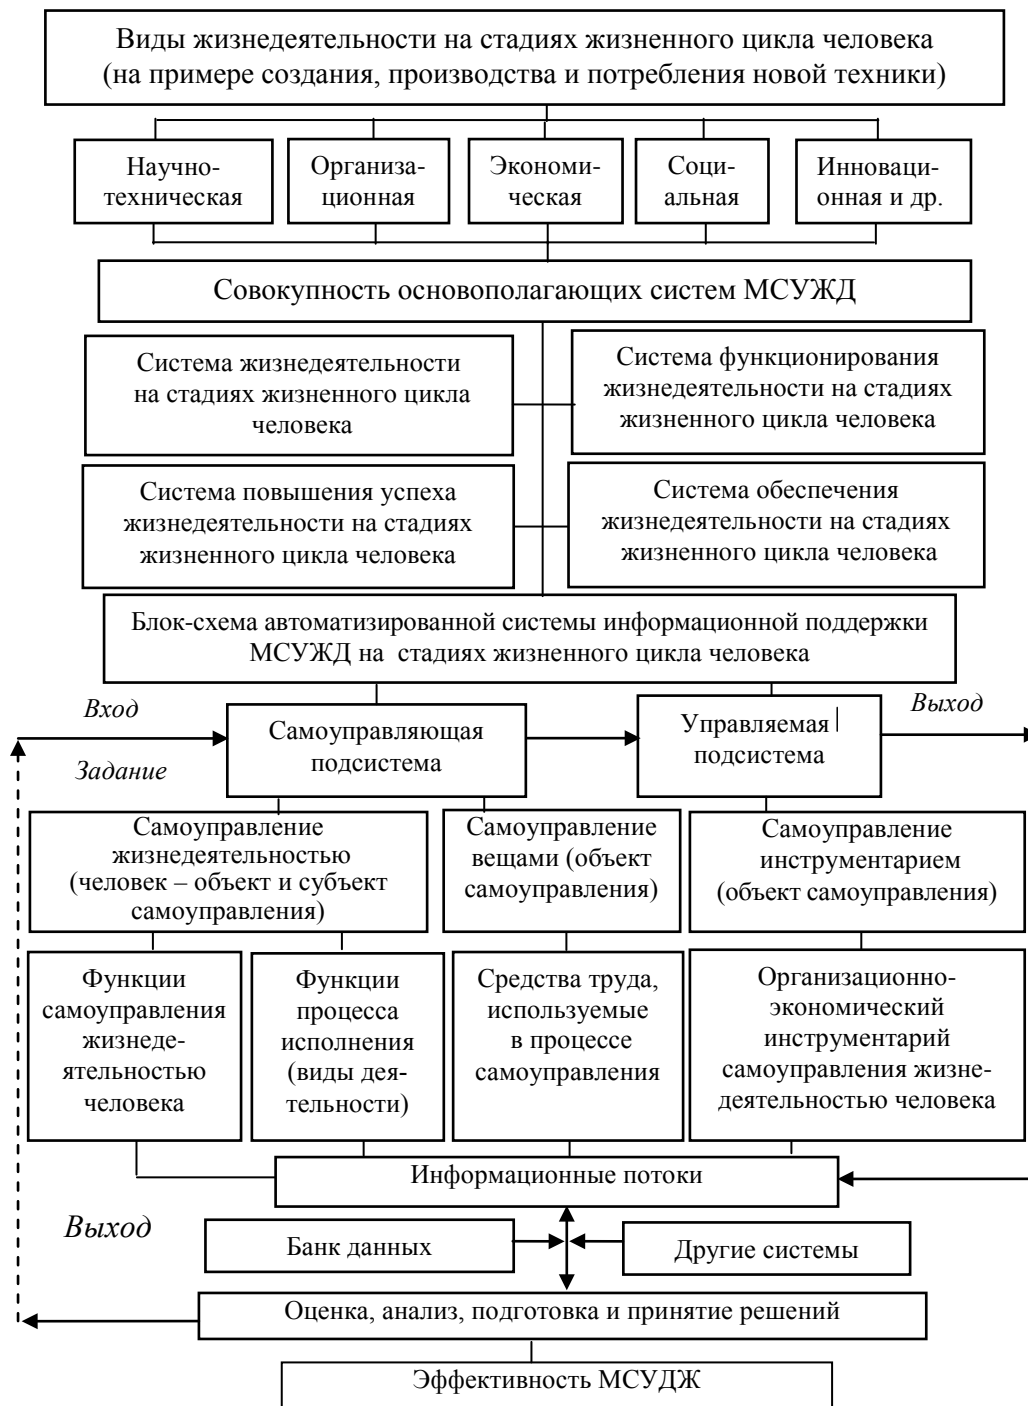 Виды жизнедеятельности на стадиях жизненного цикла человека
(на примере создания, производства и потребления новой техники)
Научно-
техническая
Организа-
ционная
Экономи-
ческая
Соци-
альная
Инноваци-
онная и др.
Совокупность основополагающих систем МСУЖД
Система жизнедеятельности
на стадиях жизненного цикла
человека
Система функционирования
жизнедеятельности на стадиях
жизненного цикла человека
Система повышения успеха
жизнедеятельности на стадиях
жизненного цикла человека
Система обеспечения
жизнедеятельности на стадиях
жизненного цикла человека
Блок-схема автоматизированной системы информационной поддержки
МСУЖД на стадиях жизненного цикла человека
Вход
Задание
Самоуправляющая
подсистема
Управляемая
подсистема
Выход
Самоуправление
жизнедеятельностью
(человек – объект и субъект
самоуправления)
Самоуправление
вещами (объект
самоуправления)
Самоуправление
инструментарием
(объект самоуправления)
Функции
самоуправления
жизнеде-
ятельностью
человека
Функции
процесса
исполнения
(виды дея-
тельности)
Средства труда,
используемые
в процессе
самоуправления
Организационно-
экономический
инструментарий
самоуправления жизне-
деятельностью человека
Информационные потоки
Выход
Банк данных
Другие системы
Оценка, анализ, подготовка и принятие решений
Эффективность МСУДЖ